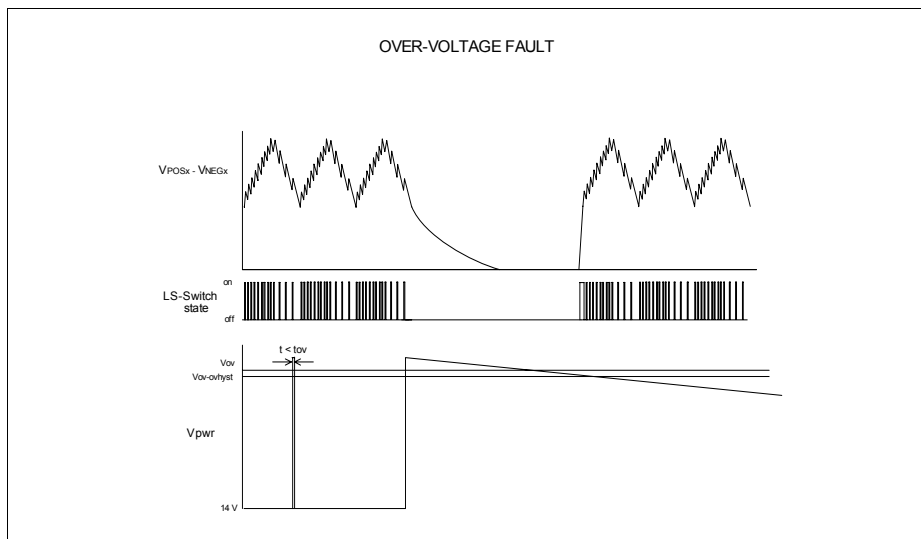 OVER-VOLTAGE FAULT
VPOSx - VNEGx
on
LS-Switch
state
off
t < tov
Vov
Vov-ovhyst
Vpwr
14 V